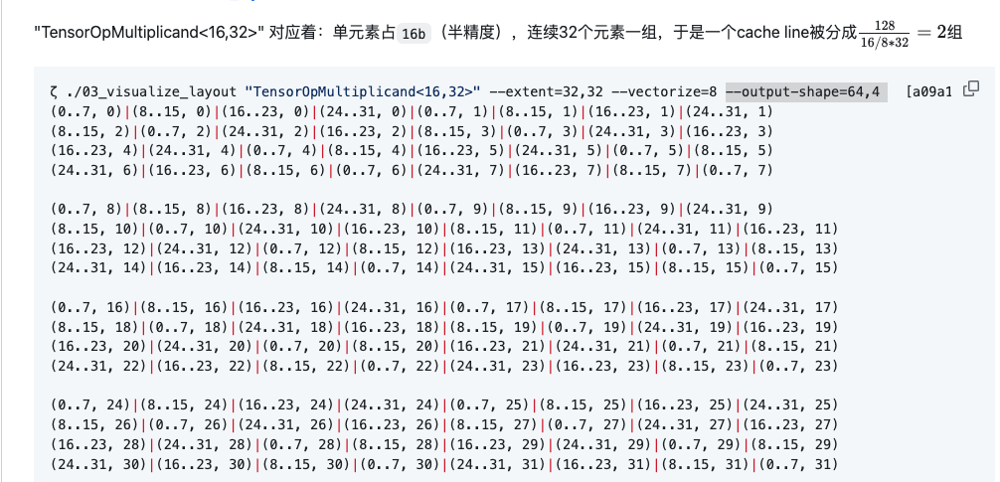 "TensorOpMultiplicand<16,32>" 对应着：单元素占 16b （半精度），连续32个元素一组，于是一个cache line被分成128/(16/8*32) = 2组
ζ ./03_visualize_layout "TensorOpMultiplicand<16,32>" --extent=32,32 --vectorize=8 --output-shape=64,4 [a09a1
(0..7, 0)|(8..15, 0)|(16..23, 0)|(24..31, 0)|(0..7, 1)|(8..15, 1)|(16..23, 1)|(24..31, 1)
(8..15, 2)|(0..7, 2)|(24..31, 2)|(16..23, 2)|(8..15, 3)|(0..7, 3)|(24..31, 3)|(16..23, 3)
(16..23, 4)|(24..31, 4)|(0..7, 4)|(8..15, 4)|(16..23, 5)|(24..31, 5)|(0..7, 5)|(8..15, 5)
(24..31, 6)|(16..23, 6)|(8..15, 6)|(0..7, 6)|(24..31, 7)|(16..23, 7)|(8..15, 7)|(0..7, 7)
(0..7, 8)|(8..15, 8)|(16..23, 8)|(24..31, 8)|(0..7, 9)|(8..15, 9)|(16..23, 9)|(24..31, 9)
(8..15, 10)|(0..7, 10)|(24..31, 10)|(16..23, 10)|(8..15, 11)|(0..7, 11)|(24..31, 11)|(16..23, 11)
(16..23, 12)|(24..31, 12)|(0..7, 12)|(8..15, 12)|(16..23, 13)|(24..31, 13)|(0..7, 13)|(8..15, 13)
(24..31, 14)|(16..23, 14)|(8..15, 14)|(0..7, 14)|(24..31, 15)|(16..23, 15)|(8..15, 15)|(0..7, 15)
(0..7, 16)|(8..15, 16)|(16..23, 16)|(24..31, 16)|(0..7, 17)|(8..15, 17)|(16..23, 17)|(24..31, 17)
(8..15, 18)|(0..7, 18)|(24..31, 18)|(16..23, 18)|(8..15, 19)|(0..7, 19)|(24..31, 19)|(16..23, 19)
(16..23, 20)|(24..31, 20)|(0..7, 20)|(8..15, 20)|(16..23, 21)|(24..31, 21)|(0..7, 21)|(8..15, 21)
(24..31, 22)|(16..23, 22)|(8..15, 22)|(0..7, 22)|(24..31, 23)|(16..23, 23)|(8..15, 23)|(0..7, 23)
(0..7, 24)|(8..15, 24)|(16..23, 24)|(24..31, 24)|(0..7, 25)|(8..15, 25)|(16..23, 25)|(24..31, 25)
(8..15, 26)|(0..7, 26)|(24..31, 26)|(16..23, 26)|(8..15, 27)|(0..7, 27)|(24..31, 27)|(16..23, 27)
(16..23, 28)|(24..31, 28)|(0..7, 28)|(8..15, 28)|(16..23, 29)|(24..31, 29)|(0..7, 29)|(8..15, 29)
(24..31, 30)|(16..23, 30)|(8..15, 30)|(0..7, 30)|(24..31, 31)|(16..23, 31)|(8..15, 31)|(0..7, 31)